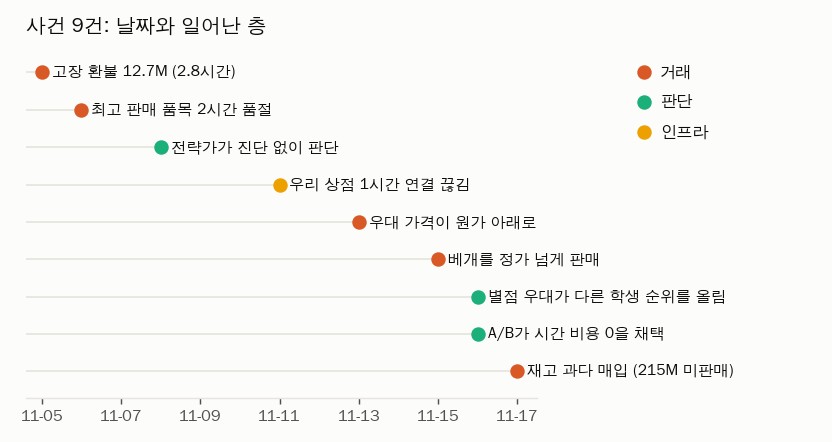 사건 9건: 날짜와 일어난 층
고장 환불 12.7M (2.8시간)
최고 판매 품목 2시간 품절
전략가가 진단 없이 판단
우리 상점 1시간 연결 끊김
우대 가격이 원가 아래로
베개를 정가 넘게 판매
별점 우대가 다른 학생 순위를 올림
A/B가 시간 비용 0을 채택
재고 과다 매입 (215M 미판매)
거래
판단
인프라
11-05 11-07 11-09 11-11 11-13 11-15 11-17